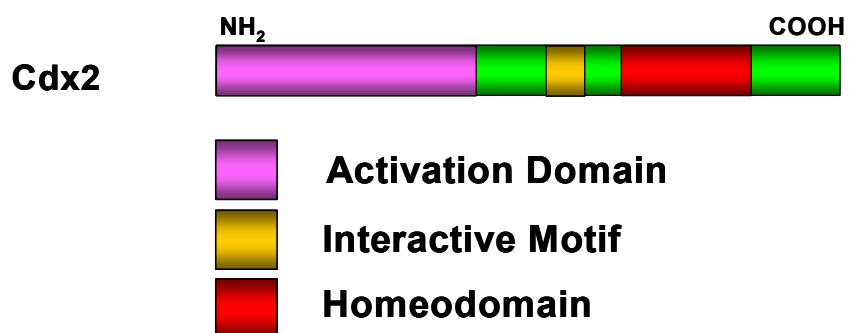 NH2
COOH
Cdx2
Activation Domain
Interactive Motif
Homeodomain